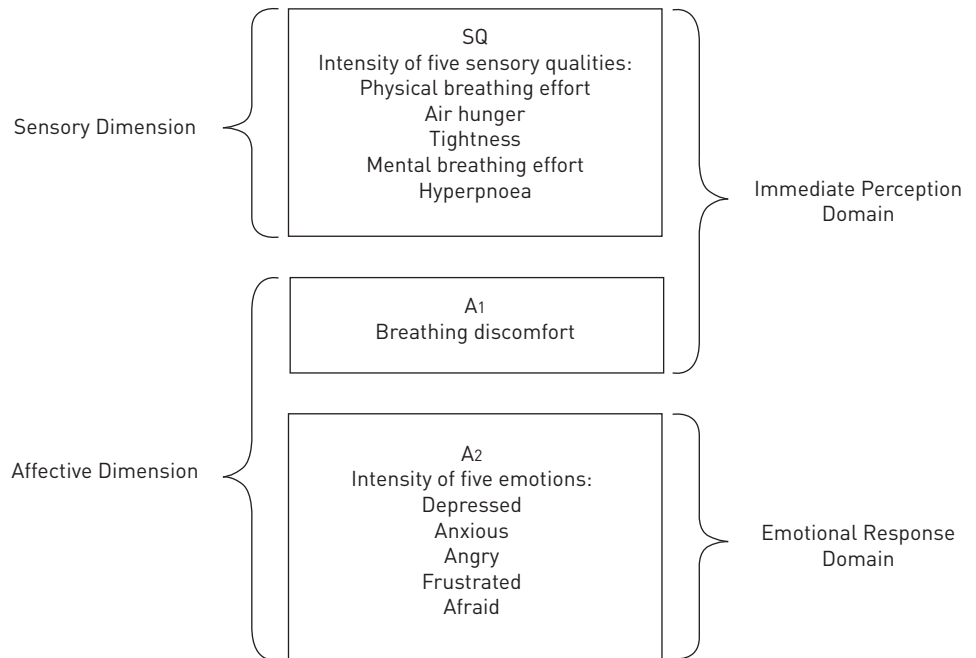 SQ
Intensity of five sensory qualities:
Physical breathing effort
Air hunger
Tightness
Mental breathing effort
Hyperpnoea
Sensory Dimension
Immediate Perception
Domain
A1
Breathing discomfort
Affective Dimension
A2
Intensity of five emotions:
Depressed
Anxious
Angry
Frustrated
Afraid
Emotional Response
Domain